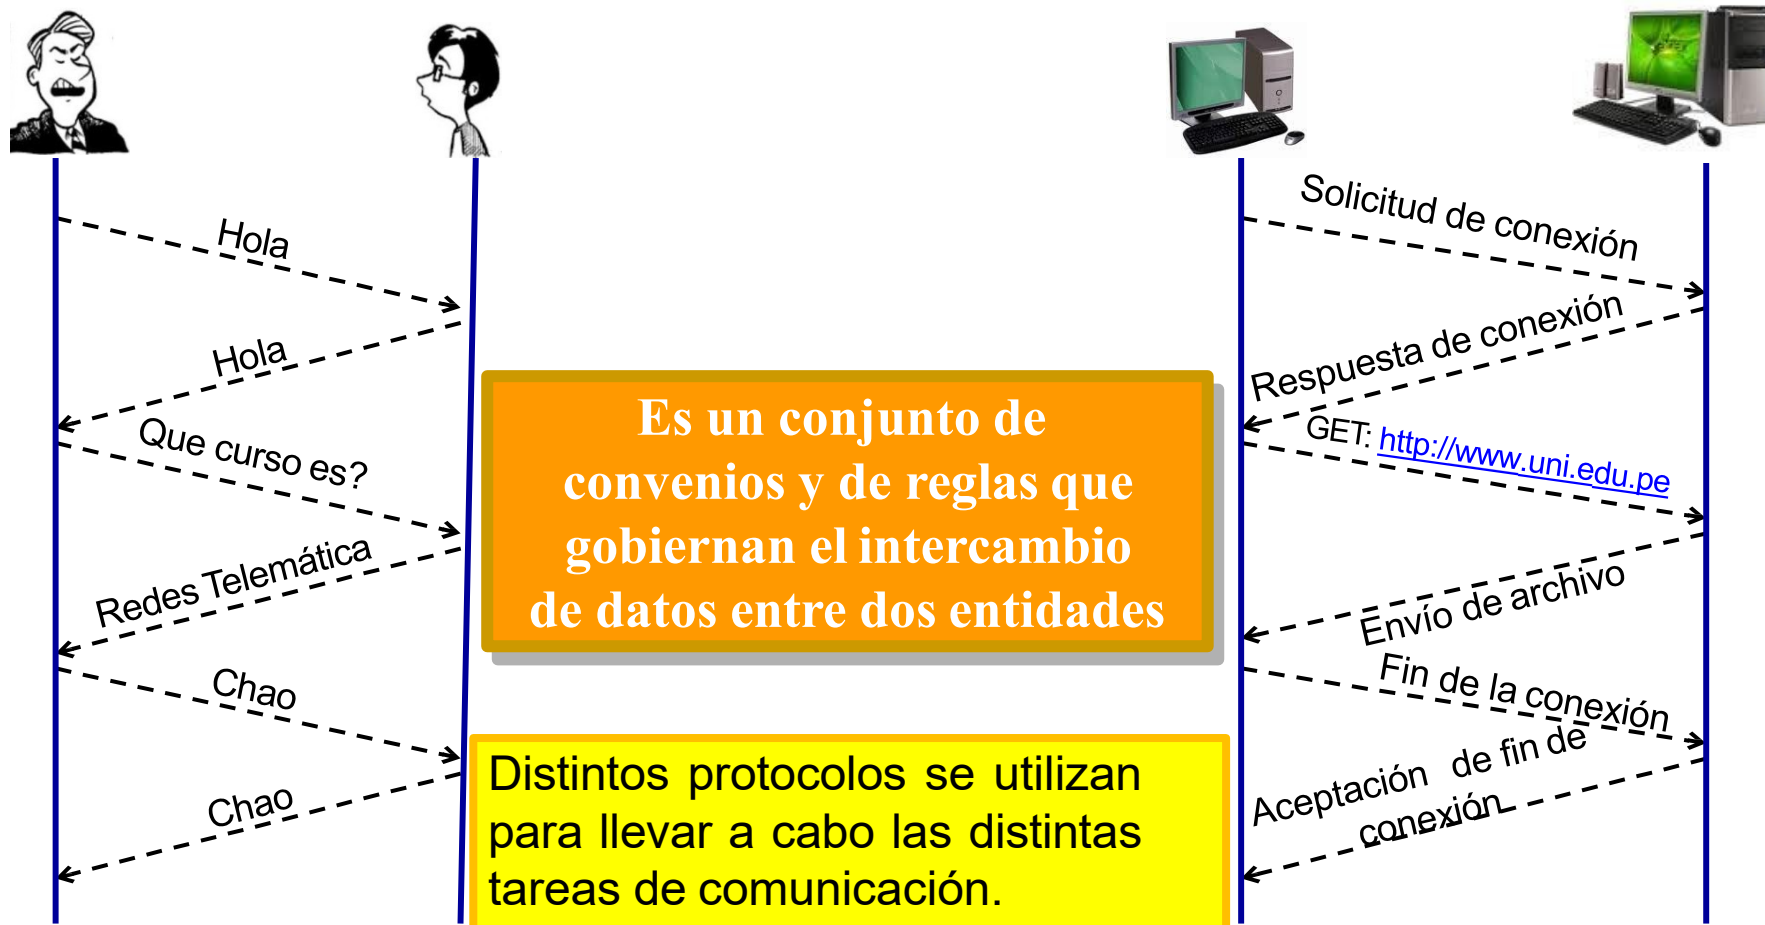 Hola
Hola
Que curso es?
Redes Telemática
Chao
Chao
Es un conjunto de
convenios y de reglas que
gobiernan el intercambio
de datos entre dos entidades
Distintos protocolos se utilizan
para llevar a cabo las distintas
tareas de comunicación.
Solicitud de conexión
Respuesta de conexión
GET: http://www.uni.edu.pe
Envío de archivo
Fin de la conexión
Aceptación de fin de
conexión